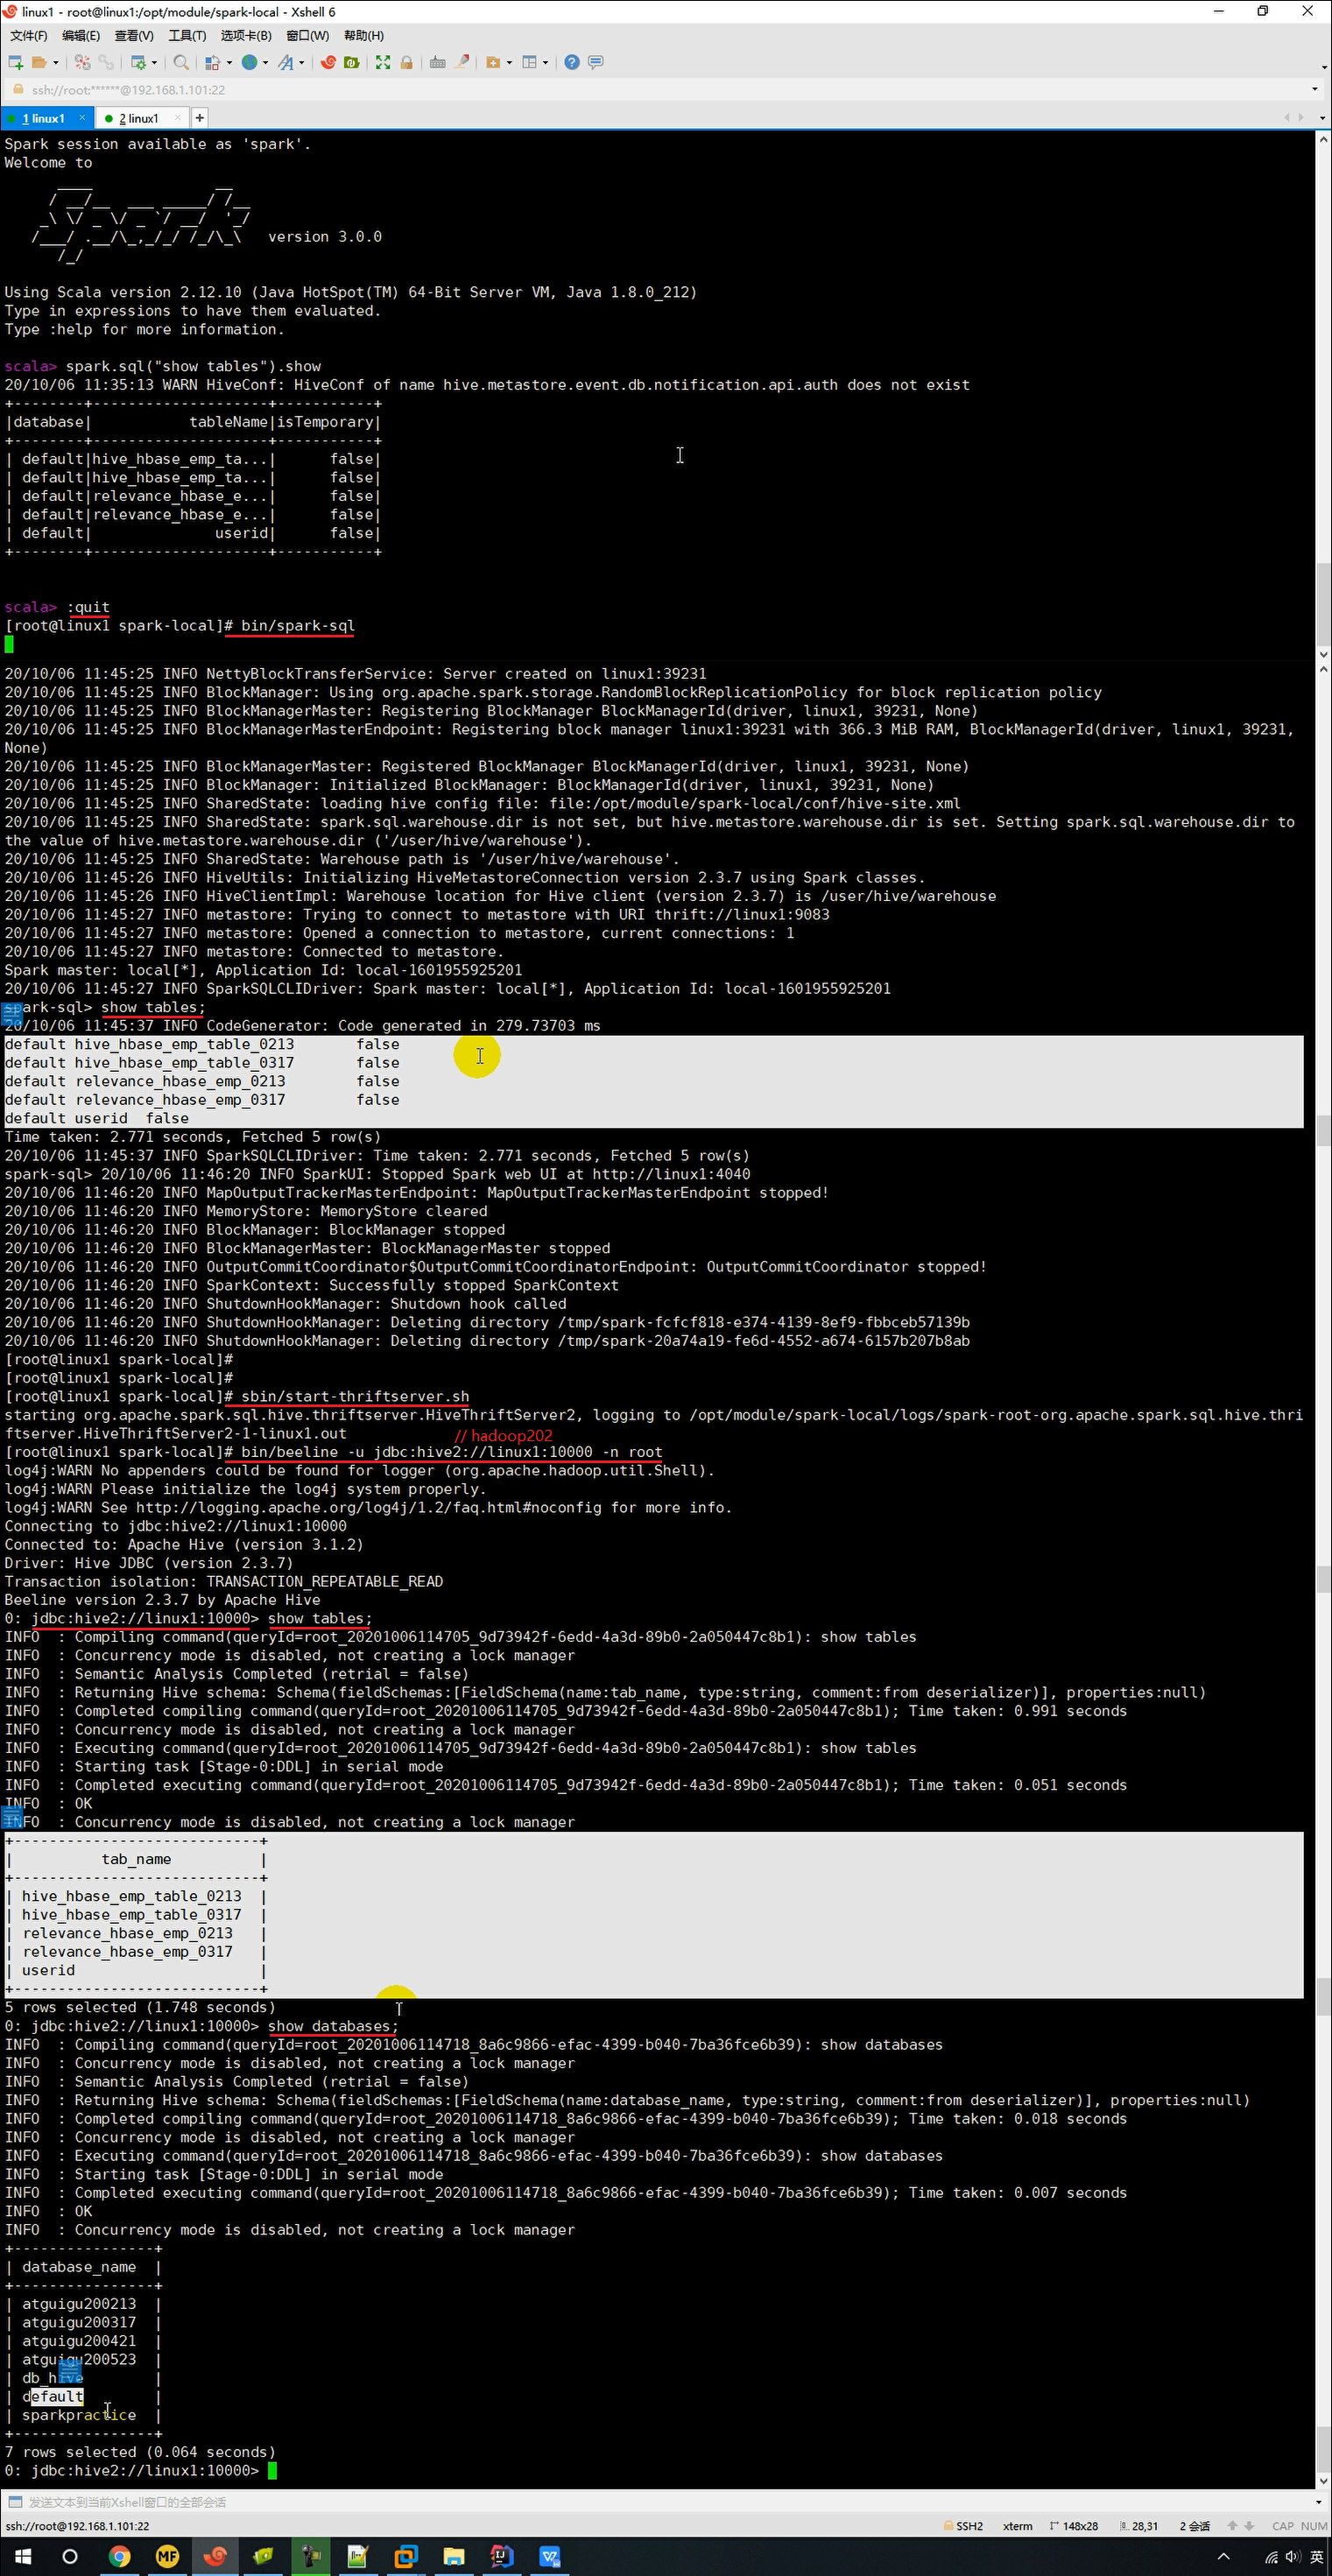 linux1 - root@linux1:/opt/module/spark-local - Xshell 6
文件(F) 编辑(E) 查看(V) 工具(T) 选项卡(B) 窗口(W) 帮助(H)
ssh://root:******@192.168.1.101:22
1 linux1 2 linux1
Spark session available as 'spark'.
Welcome to
      ____              __
     / __/__  ___ _____/ /__
    _\ \/ _ \/ _ `/ __/  '_/
   /___/ .__/\_,_/_/ /_/\_\   version 3.0.0
      /_/
Using Scala version 2.12.10 (Java HotSpot(TM) 64-Bit Server VM, Java 1.8.0_212)
Type in expressions to have them evaluated.
Type :help for more information.
scala> spark.sql("show tables").show
20/10/06 11:35:13 WARN HiveConf: HiveConf of name hive.metastore.event.db.notification.api.auth does not exist
+--------+--------------------+-----------+
|database|           tableName|isTemporary|
+--------+--------------------+-----------+
| default|hive_hbase_emp_ta...|      false|
| default|hive_hbase_emp_ta...|      false|
| default|relevance_hbase_e...|      false|
| default|relevance_hbase_e...|      false|
| default|              userid|      false|
+--------+--------------------+-----------+
scala> :quit
[root@linux1 spark-local]# bin/spark-sql
20/10/06 11:45:25 INFO NettyBlockTransferService: Server created on linux1:39231
20/10/06 11:45:25 INFO BlockManager: Using org.apache.spark.storage.RandomBlockReplicationPolicy for block replication policy
20/10/06 11:45:25 INFO BlockManagerMaster: Registering BlockManager BlockManagerId(driver, linux1, 39231, None)
20/10/06 11:45:25 INFO BlockManagerMasterEndpoint: Registering block manager linux1:39231 with 366.3 MiB RAM, BlockManagerId(driver, linux1, 39231,
None)
20/10/06 11:45:25 INFO BlockManagerMaster: Registered BlockManager BlockManagerId(driver, linux1, 39231, None)
20/10/06 11:45:25 INFO BlockManager: Initialized BlockManager: BlockManagerId(driver, linux1, 39231, None)
20/10/06 11:45:25 INFO SharedState: loading hive config file: file:/opt/module/spark-local/conf/hive-site.xml
20/10/06 11:45:25 INFO SharedState: spark.sql.warehouse.dir is not set, but hive.metastore.warehouse.dir is set. Setting spark.sql.warehouse.dir to
the value of hive.metastore.warehouse.dir ('/user/hive/warehouse').
20/10/06 11:45:25 INFO SharedState: Warehouse path is '/user/hive/warehouse'.
20/10/06 11:45:26 INFO HiveUtils: Initializing HiveMetastoreConnection version 2.3.7 using Spark classes.
20/10/06 11:45:26 INFO HiveClientImpl: Warehouse location for Hive client (version 2.3.7) is /user/hive/warehouse
20/10/06 11:45:27 INFO metastore: Trying to connect to metastore with URI thrift://linux1:9083
20/10/06 11:45:27 INFO metastore: Opened a connection to metastore, current connections: 1
20/10/06 11:45:27 INFO metastore: Connected to metastore.
Spark master: local[*], Application Id: local-1601955925201
20/10/06 11:45:27 INFO SparkSQLCLIDriver: Spark master: local[*], Application Id: local-1601955925201
spark-sql> show tables;
20/10/06 11:45:37 INFO CodeGenerator: Code generated in 279.73703 ms
default hive_hbase_emp_table_0213       false
default hive_hbase_emp_table_0317       false
default relevance_hbase_emp_0213        false
default relevance_hbase_emp_0317        false
default userid  false
Time taken: 2.771 seconds, Fetched 5 row(s)
20/10/06 11:45:37 INFO SparkSQLCLIDriver: Time taken: 2.771 seconds, Fetched 5 row(s)
spark-sql> 20/10/06 11:46:20 INFO SparkUI: Stopped Spark web UI at http://linux1:4040
20/10/06 11:46:20 INFO MapOutputTrackerMasterEndpoint: MapOutputTrackerMasterEndpoint stopped!
20/10/06 11:46:20 INFO MemoryStore: MemoryStore cleared
20/10/06 11:46:20 INFO BlockManager: BlockManager stopped
20/10/06 11:46:20 INFO BlockManagerMaster: BlockManagerMaster stopped
20/10/06 11:46:20 INFO OutputCommitCoordinator$OutputCommitCoordinatorEndpoint: OutputCommitCoordinator stopped!
20/10/06 11:46:20 INFO SparkContext: Successfully stopped SparkContext
20/10/06 11:46:20 INFO ShutdownHookManager: Shutdown hook called
20/10/06 11:46:20 INFO ShutdownHookManager: Deleting directory /tmp/spark-fcfcf818-e374-4139-8ef9-fbbceb57139b
20/10/06 11:46:20 INFO ShutdownHookManager: Deleting directory /tmp/spark-20a74a19-fe6d-4552-a674-6157b207b8ab
[root@linux1 spark-local]#
[root@linux1 spark-local]#
[root@linux1 spark-local]# sbin/start-thriftserver.sh
starting org.apache.spark.sql.hive.thriftserver.HiveThriftServer2, logging to /opt/module/spark-local/logs/spark-root-org.apache.spark.sql.hive.thri
ftserver.HiveThriftServer2-1-linux1.out // hadoop202
[root@linux1 spark-local]# bin/beeline -u jdbc:hive2://linux1:10000 -n root
log4j:WARN No appenders could be found for logger (org.apache.hadoop.util.Shell).
log4j:WARN Please initialize the log4j system properly.
log4j:WARN See http://logging.apache.org/log4j/1.2/faq.html#noconfig for more info.
Connecting to jdbc:hive2://linux1:10000
Connected to: Apache Hive (version 3.1.2)
Driver: Hive JDBC (version 2.3.7)
Transaction isolation: TRANSACTION_REPEATABLE_READ
Beeline version 2.3.7 by Apache Hive
0: jdbc:hive2://linux1:10000> show tables;
INFO  : Compiling command(queryId=root_20201006114705_9d73942f-6edd-4a3d-89b0-2a050447c8b1): show tables
INFO  : Concurrency mode is disabled, not creating a lock manager
INFO  : Semantic Analysis Completed (retrial = false)
INFO  : Returning Hive schema: Schema(fieldSchemas:[FieldSchema(name:tab_name, type:string, comment:from deserializer)], properties:null)
INFO  : Completed compiling command(queryId=root_20201006114705_9d73942f-6edd-4a3d-89b0-2a050447c8b1); Time taken: 0.991 seconds
INFO  : Concurrency mode is disabled, not creating a lock manager
INFO  : Executing command(queryId=root_20201006114705_9d73942f-6edd-4a3d-89b0-2a050447c8b1): show tables
INFO  : Starting task [Stage-0:DDL] in serial mode
INFO  : Completed executing command(queryId=root_20201006114705_9d73942f-6edd-4a3d-89b0-2a050447c8b1); Time taken: 0.051 seconds
INFO  : OK
INFO  : Concurrency mode is disabled, not creating a lock manager
+----------------------------+
|          tab_name          |
+----------------------------+
| hive_hbase_emp_table_0213  |
| hive_hbase_emp_table_0317  |
| relevance_hbase_emp_0213   |
| relevance_hbase_emp_0317   |
| userid                     |
+----------------------------+
5 rows selected (1.748 seconds)
0: jdbc:hive2://linux1:10000> show databases;
INFO  : Compiling command(queryId=root_20201006114718_8a6c9866-efac-4399-b040-7ba36fce6b39): show databases
INFO  : Concurrency mode is disabled, not creating a lock manager
INFO  : Semantic Analysis Completed (retrial = false)
INFO  : Returning Hive schema: Schema(fieldSchemas:[FieldSchema(name:database_name, type:string, comment:from deserializer)], properties:null)
INFO  : Completed compiling command(queryId=root_20201006114718_8a6c9866-efac-4399-b040-7ba36fce6b39); Time taken: 0.018 seconds
INFO  : Concurrency mode is disabled, not creating a lock manager
INFO  : Executing command(queryId=root_20201006114718_8a6c9866-efac-4399-b040-7ba36fce6b39): show databases
INFO  : Starting task [Stage-0:DDL] in serial mode
INFO  : Completed executing command(queryId=root_20201006114718_8a6c9866-efac-4399-b040-7ba36fce6b39); Time taken: 0.007 seconds
INFO  : OK
INFO  : Concurrency mode is disabled, not creating a lock manager
+----------------+
| database_name  |
+----------------+
| atguigu200213  |
| atguigu200317  |
| atguigu200421  |
| atguigu200523  |
| db_hive        |
| default        |
| sparkpractice  |
+----------------+
7 rows selected (0.064 seconds)
0: jdbc:hive2://linux1:10000>
发送文本到当前Xshell窗口的全部会话
ssh://root@192.168.1.101:22 SSH2 xterm 148x28 28,31 2 会话 CAP NUM
MF 英